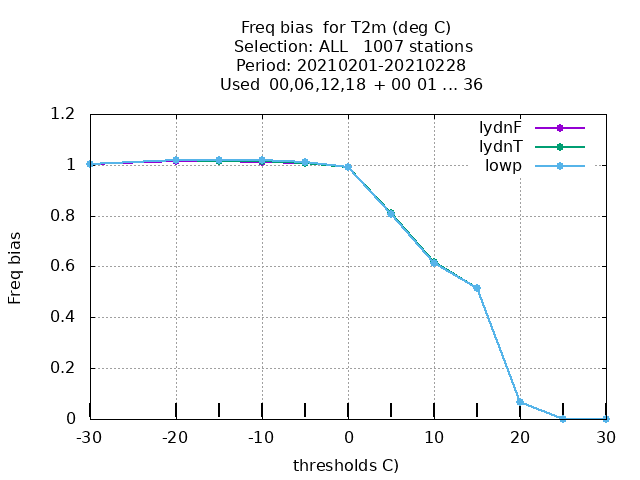 Freq bias  for T2m (deg C)
Selection: ALL   1007 stations
Period: 20210201-20210228
Used 00,06,12,18 + 00 01 ... 36
lydnF
lydnT
lowp
1.2
1
0.8
0.6
0.4
0.2
0
Freq bias
-30 -20 -10 0 10 20 30
thresholds C)